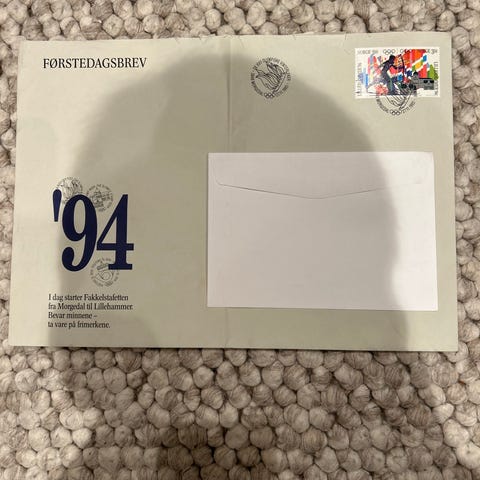 FØRSTEDAGSBREV
'94
I dag starter Fakkelstafetten
fra Morgedal til Lillehammer.
Bevar minnene –
ta vare på frimerkene.